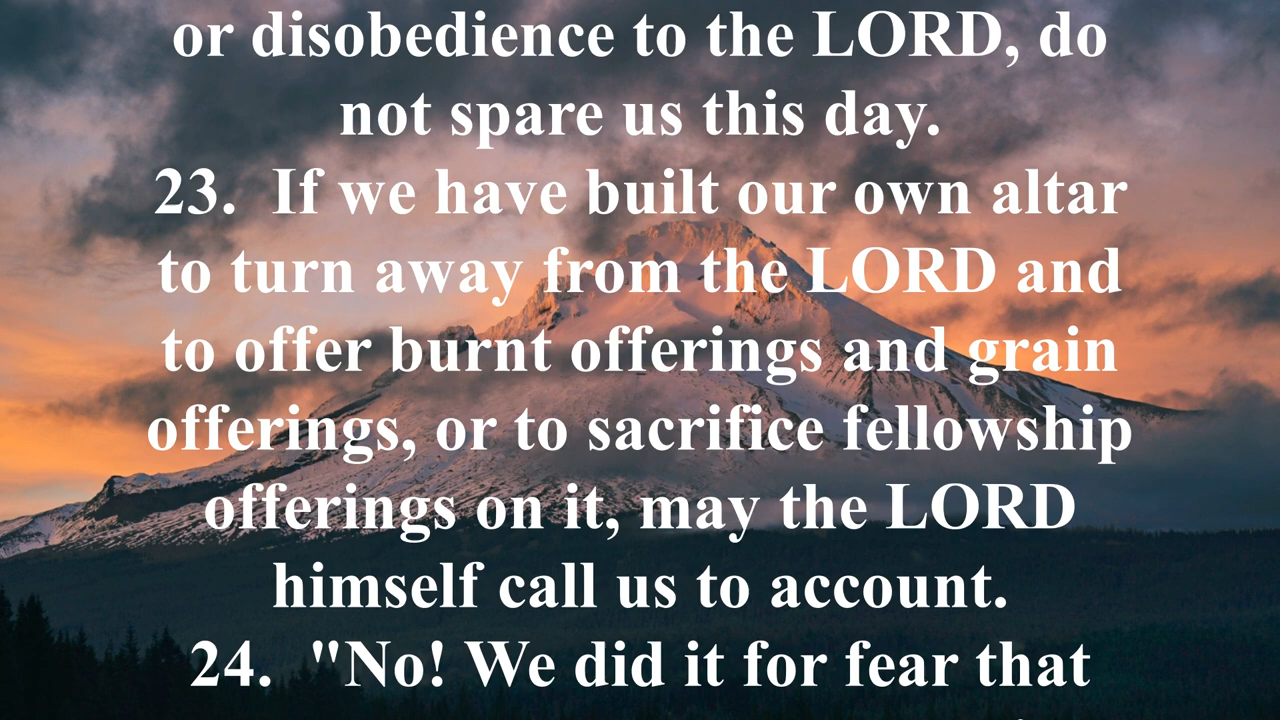 or disobedience to the LORD, do
not spare us this day.
23.  If we have built our own altar
to turn away from the LORD and
to offer burnt offerings and grain
offerings, or to sacrifice fellowship
offerings on it, may the LORD
himself call us to account.
24.  "No! We did it for fear that